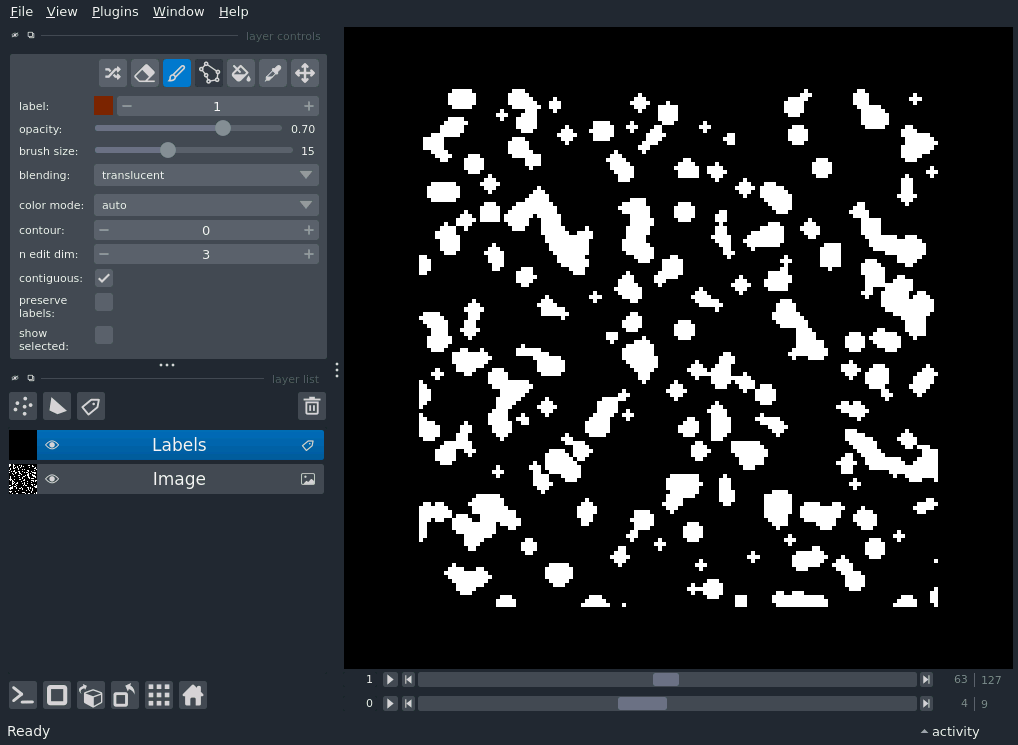 File View Plugins Window Help
layer controls
label: 1
opacity: 0.70
brush size: 15
blending: translucent
color mode: auto
contour: 0
n edit dim: 3
contiguous:
preserve
labels:
show
selected:
layer list
Labels
Image
1 63 127
0 4 9
Ready activity